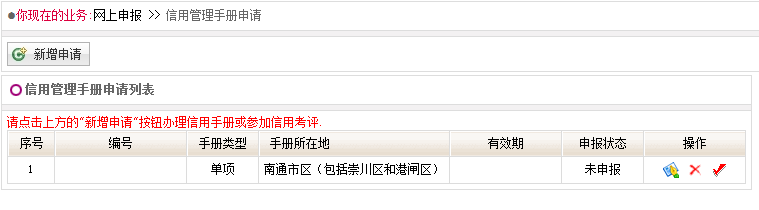 你现在的业务:网上申报 >> 信用管理手册申请
新增申请
信用管理手册申请列表
请点击上方的"新增申请"按钮办理信用手册或参加信用考评.
序号 编号 手册类型 手册所在地 有效期 申报状态 操作
1 单项 南通市区（包括崇川区和港闸区） 未申报